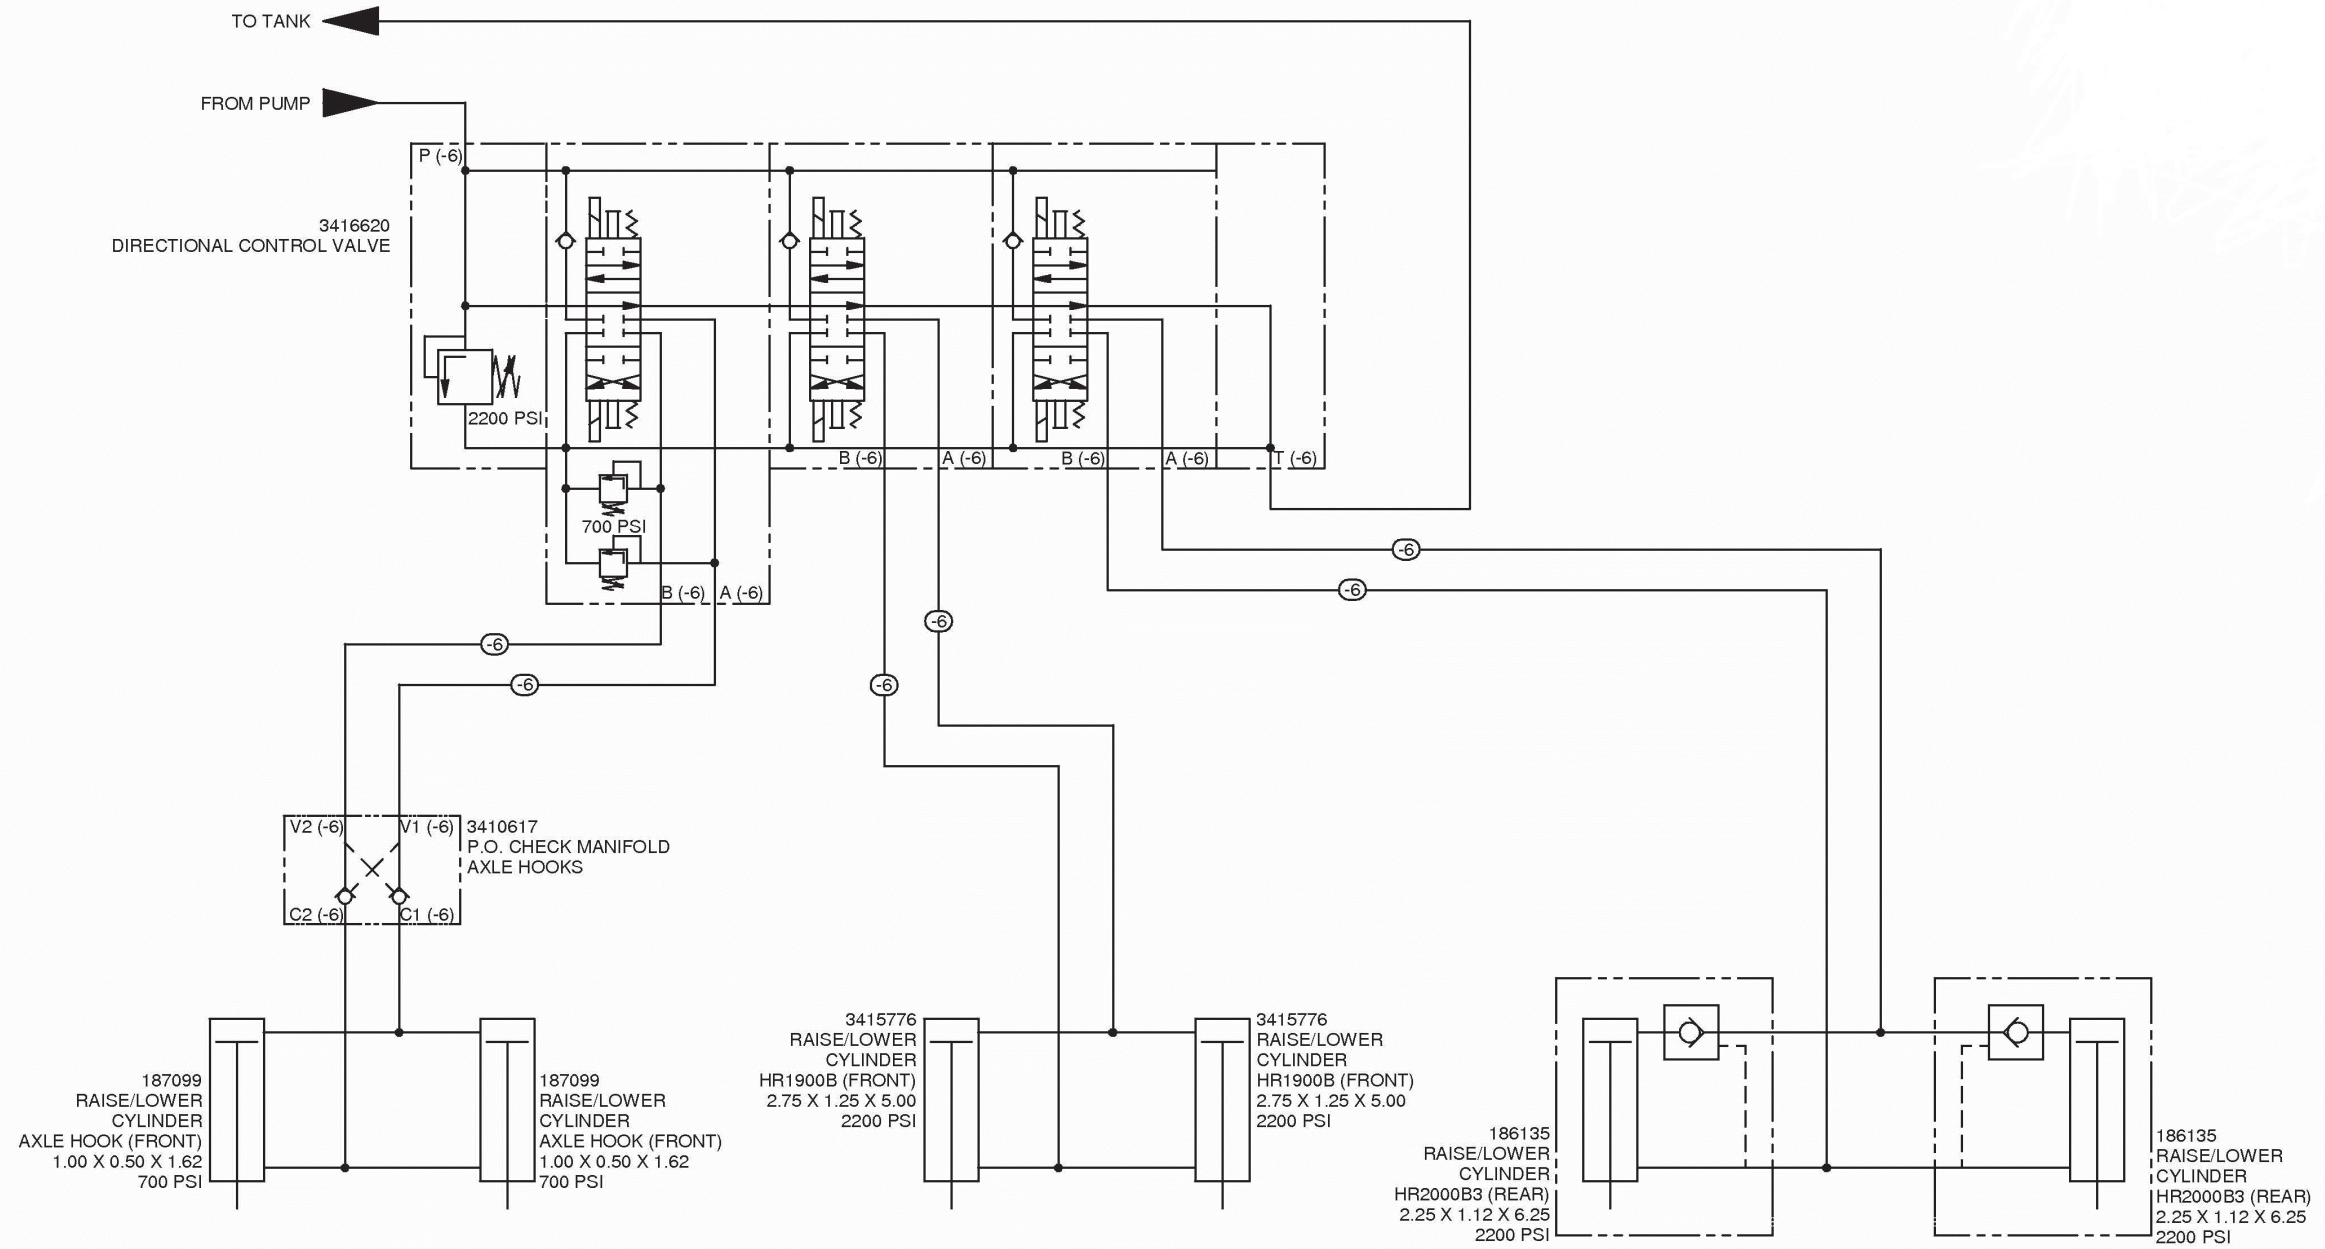 TO TANK
FROM PUMP
P (-6)
3416620
DIRECTIONAL CONTROL VALVE
2200 PSI
B (-6)
A (-6)
B (-6)
A (-6)
T (-6)
700 PSI
B (-6)
A (-6)
-6
-6
-6
-6
-6
-6
V2 (-6)
V1 (-6)
3410617
P.O. CHECK MANIFOLD
AXLE HOOKS
C2 (-6)
C1 (-6)
187099
RAISE/LOWER
CYLINDER
AXLE HOOK (FRONT)
1.00 X 0.50 X 1.62
700 PSI
187099
RAISE/LOWER
CYLINDER
AXLE HOOK (FRONT)
1.00 X 0.50 X 1.62
700 PSI
3415776
RAISE/LOWER
CYLINDER
HR1900B (FRONT)
2.75 X 1.25 X 5.00
2200 PSI
3415776
RAISE/LOWER
CYLINDER
HR1900B (FRONT)
2.75 X 1.25 X 5.00
2200 PSI
186135
RAISE/LOWER
CYLINDER
HR2000B3 (REAR)
2.25 X 1.12 X 6.25
2200 PSI
186135
RAISE/LOWER
CYLINDER
HR2000B3 (REAR)
2.25 X 1.12 X 6.25
2200 PSI